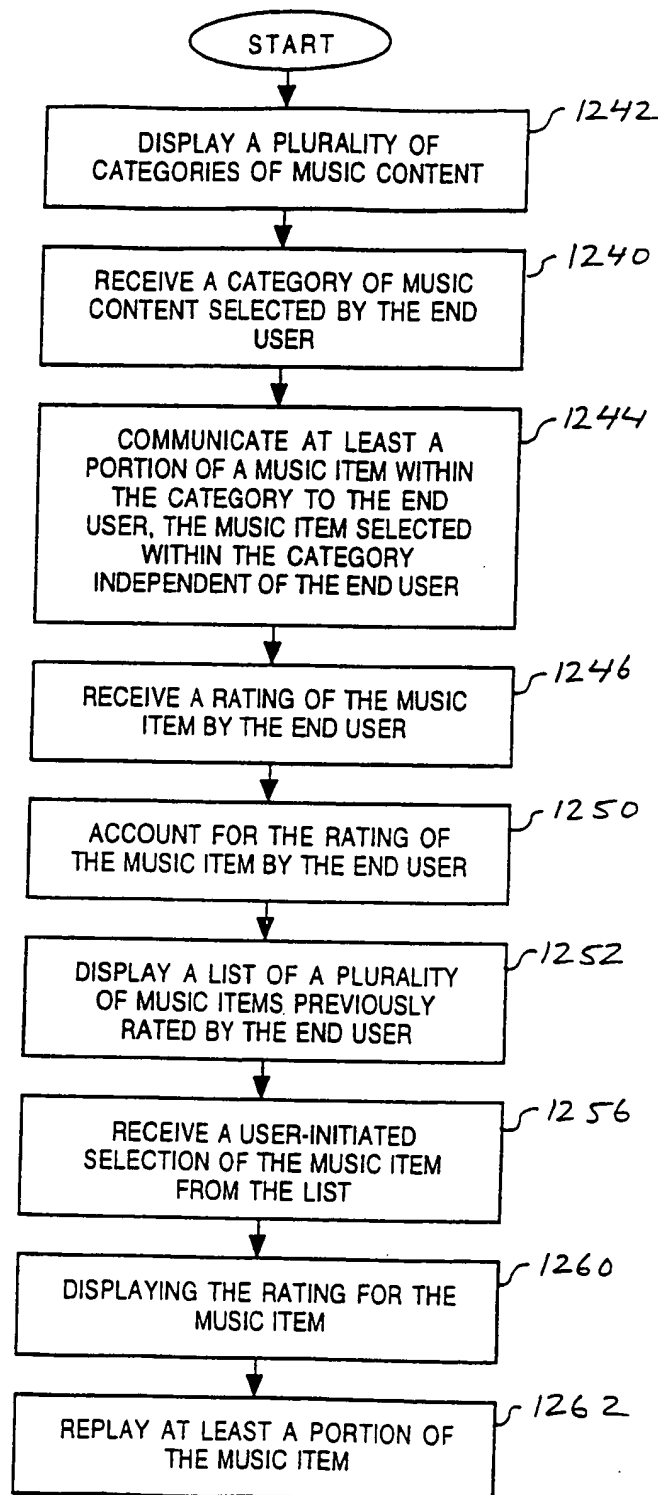 START
1242
DISPLAY A PLURALITY OF
CATEGORIES OF MUSIC CONTENT
1240
RECEIVE A CATEGORY OF MUSIC
CONTENT SELECTED BY THE END
USER
1244
COMMUNICATE AT LEAST A
PORTION OF A MUSIC ITEM WITHIN
THE CATEGORY TO THE END
USER, THE MUSIC ITEM SELECTED
WITHIN THE CATEGORY
INDEPENDENT OF THE END USER
1246
RECEIVE A RATING OF THE MUSIC
ITEM BY THE END USER
1250
ACCOUNT FOR THE RATING OF
THE MUSIC ITEM BY THE END USER
1252
DISPLAY A LIST OF A PLURALITY
OF MUSIC ITEMS PREVIOUSLY
RATED BY THE END USER
1256
RECEIVE A USER-INITIATED
SELECTION OF THE MUSIC ITEM
FROM THE LIST
1260
DISPLAYING THE RATING FOR THE
MUSIC ITEM
1262
REPLAY AT LEAST A PORTION OF
THE MUSIC ITEM